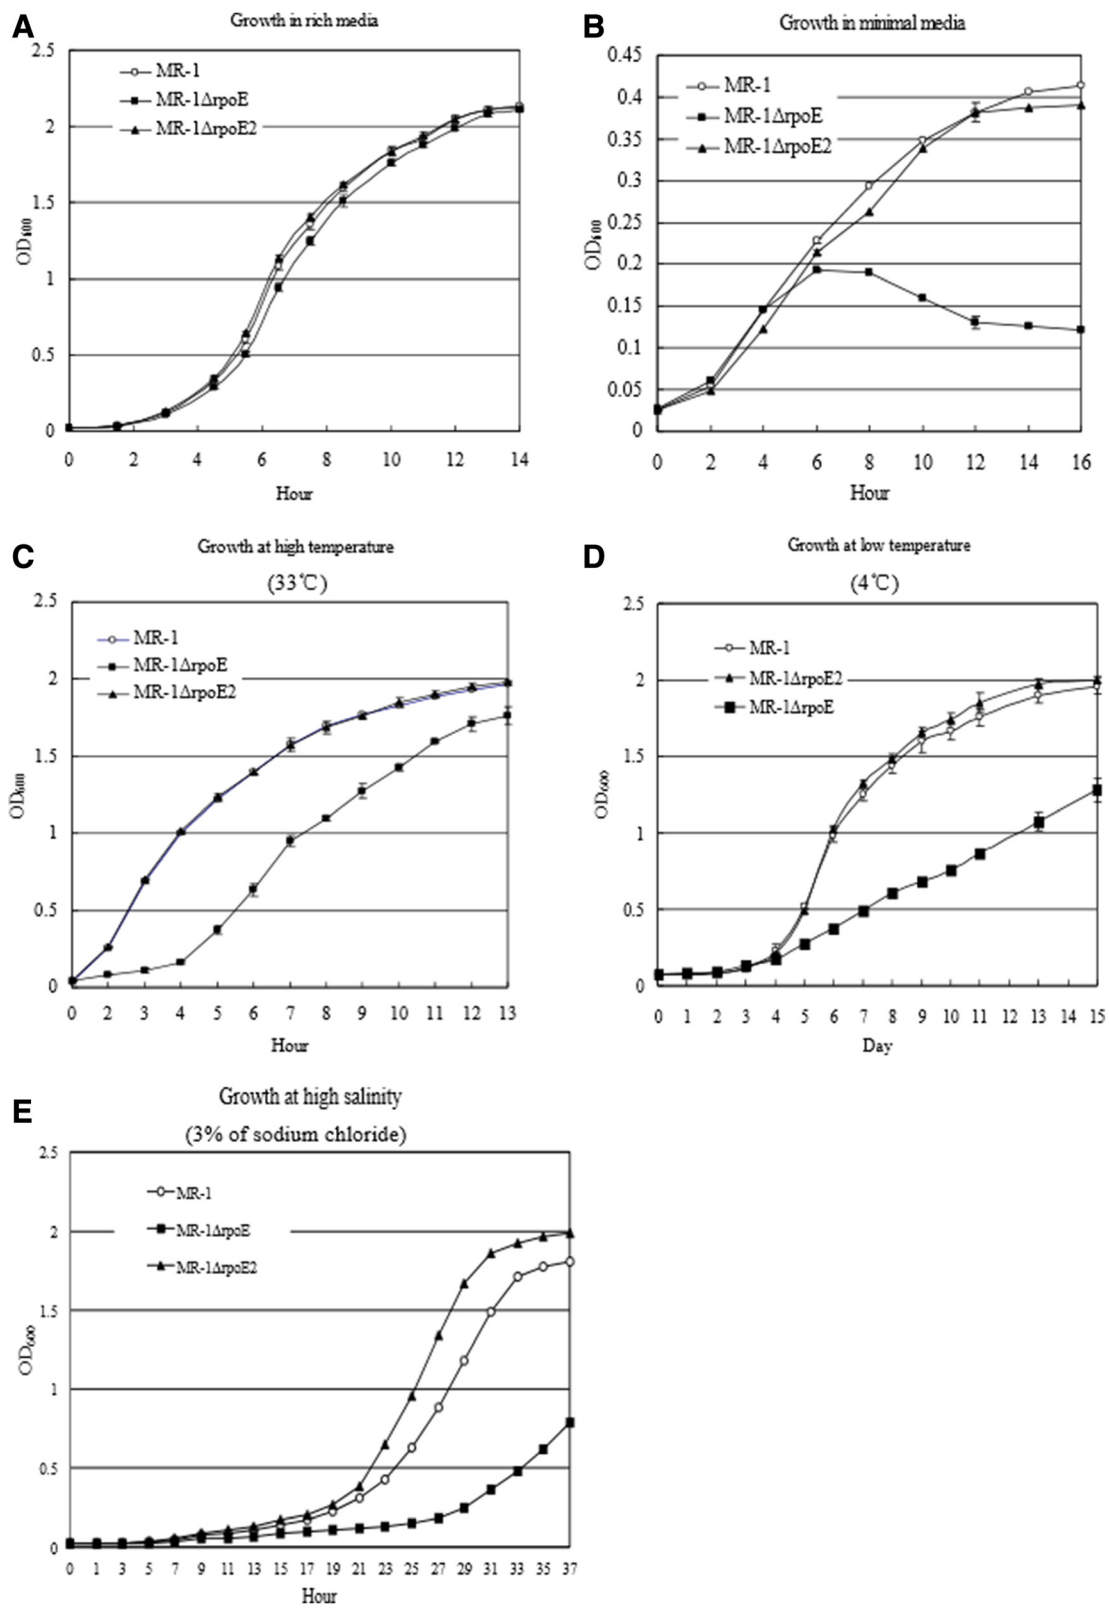 A
Growth in rich media
2.5
2
1.5
1
0.5
0
OD600
MR-1
MR-1ΔrpoE
MR-1ΔrpoE2
0 2 4 6 8 10 12 14
Hour
B
Growth in minimal media
0.45
0.4
0.35
0.3
0.25
0.2
0.15
0.1
0.05
0
OD600
MR-1
MR-1ΔrpoE
MR-1ΔrpoE2
0 2 4 6 8 10 12 14 16
Hour
C
Growth at high temperature
(33℃)
2.5
2
1.5
1
0.5
0
OD600
MR-1
MR-1ΔrpoE
MR-1ΔrpoE2
0 2 3 4 5 6 7 8 9 10 11 12 13
Hour
D
Growth at low temperature
(4℃)
2.5
2
1.5
1
0.5
0
OD600
MR-1
MR-1ΔrpoE2
MR-1ΔrpoE
0 1 2 3 4 5 6 7 8 9 10 11 12 13 14 15
Day
E
Growth at high salinity
(3% of sodium chloride)
2.5
2
1.5
1
0.5
0
OD600
MR-1
MR-1ΔrpoE
MR-1ΔrpoE2
0 1 3 5 7 9 11 13 15 17 19 21 23 25 27 29 31 33 35 37
Hour